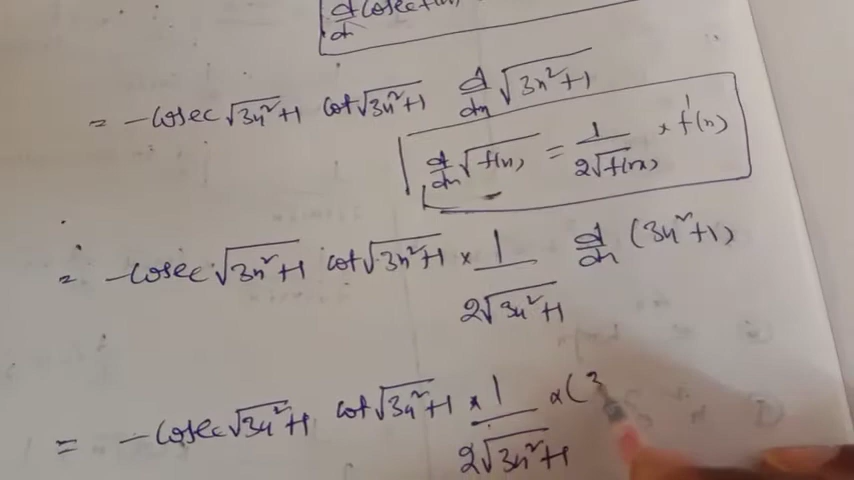 d/dx cosec f(x)
= -cosec √3x²+1 cot √3x²+1 d/dx √3x²+1
d/dx √f(x) = 1/2√f(x) × f'(x)
= -cosec √3x²+1 cot √3x²+1 × 1/2√3x²+1 d/dx (3x²+1)
= -cosec √3x²+1 cot √3x²+1 × 1/2√3x²+1 × (3